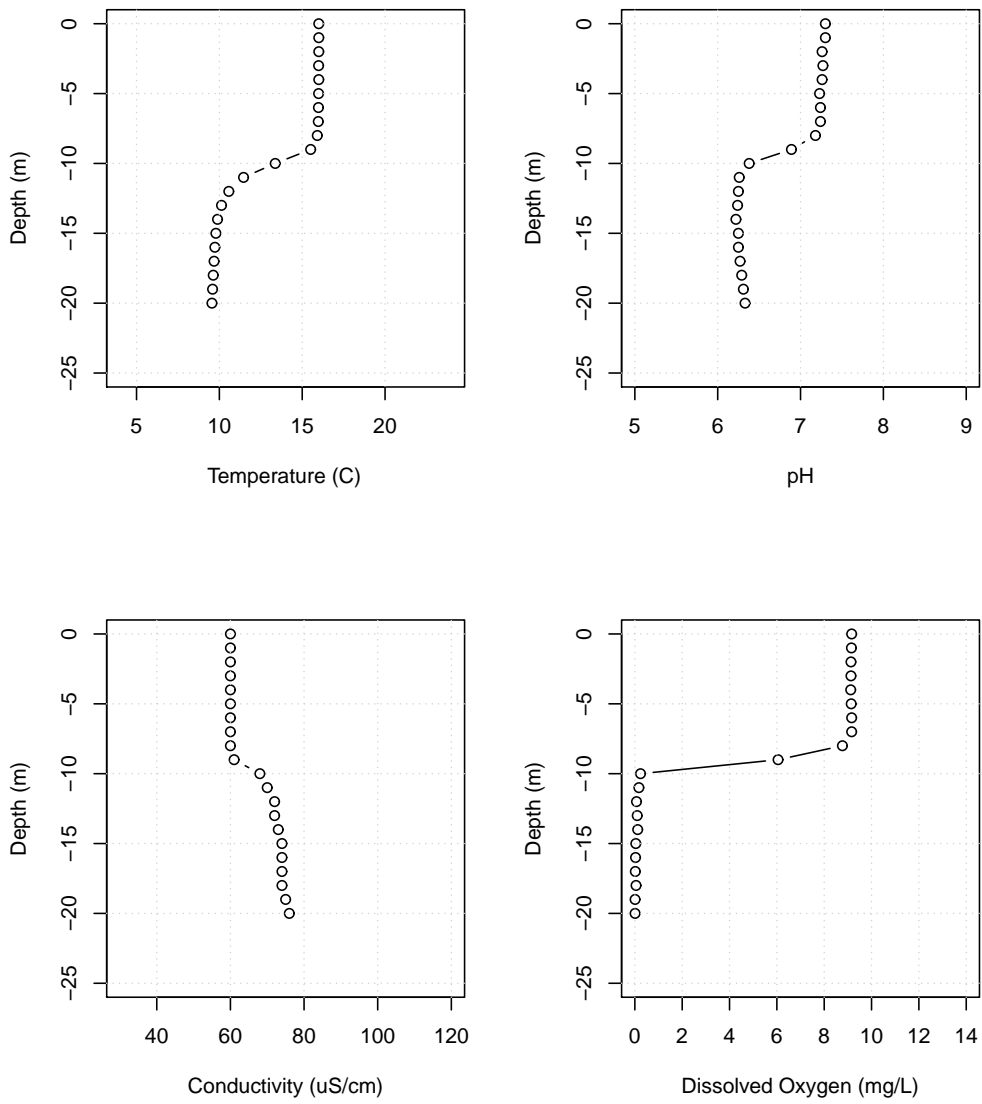 0
−5
−10
−15
−20
−25
Depth (m)
5 10 15 20
Temperature (C)
0
−5
−10
−15
−20
−25
Depth (m)
5 6 7 8 9
pH
0
−5
−10
−15
−20
−25
Depth (m)
40 60 80 100 120
Conductivity (uS/cm)
0
−5
−10
−15
−20
−25
Depth (m)
0 2 4 6 8 10 12 14
Dissolved Oxygen (mg/L)